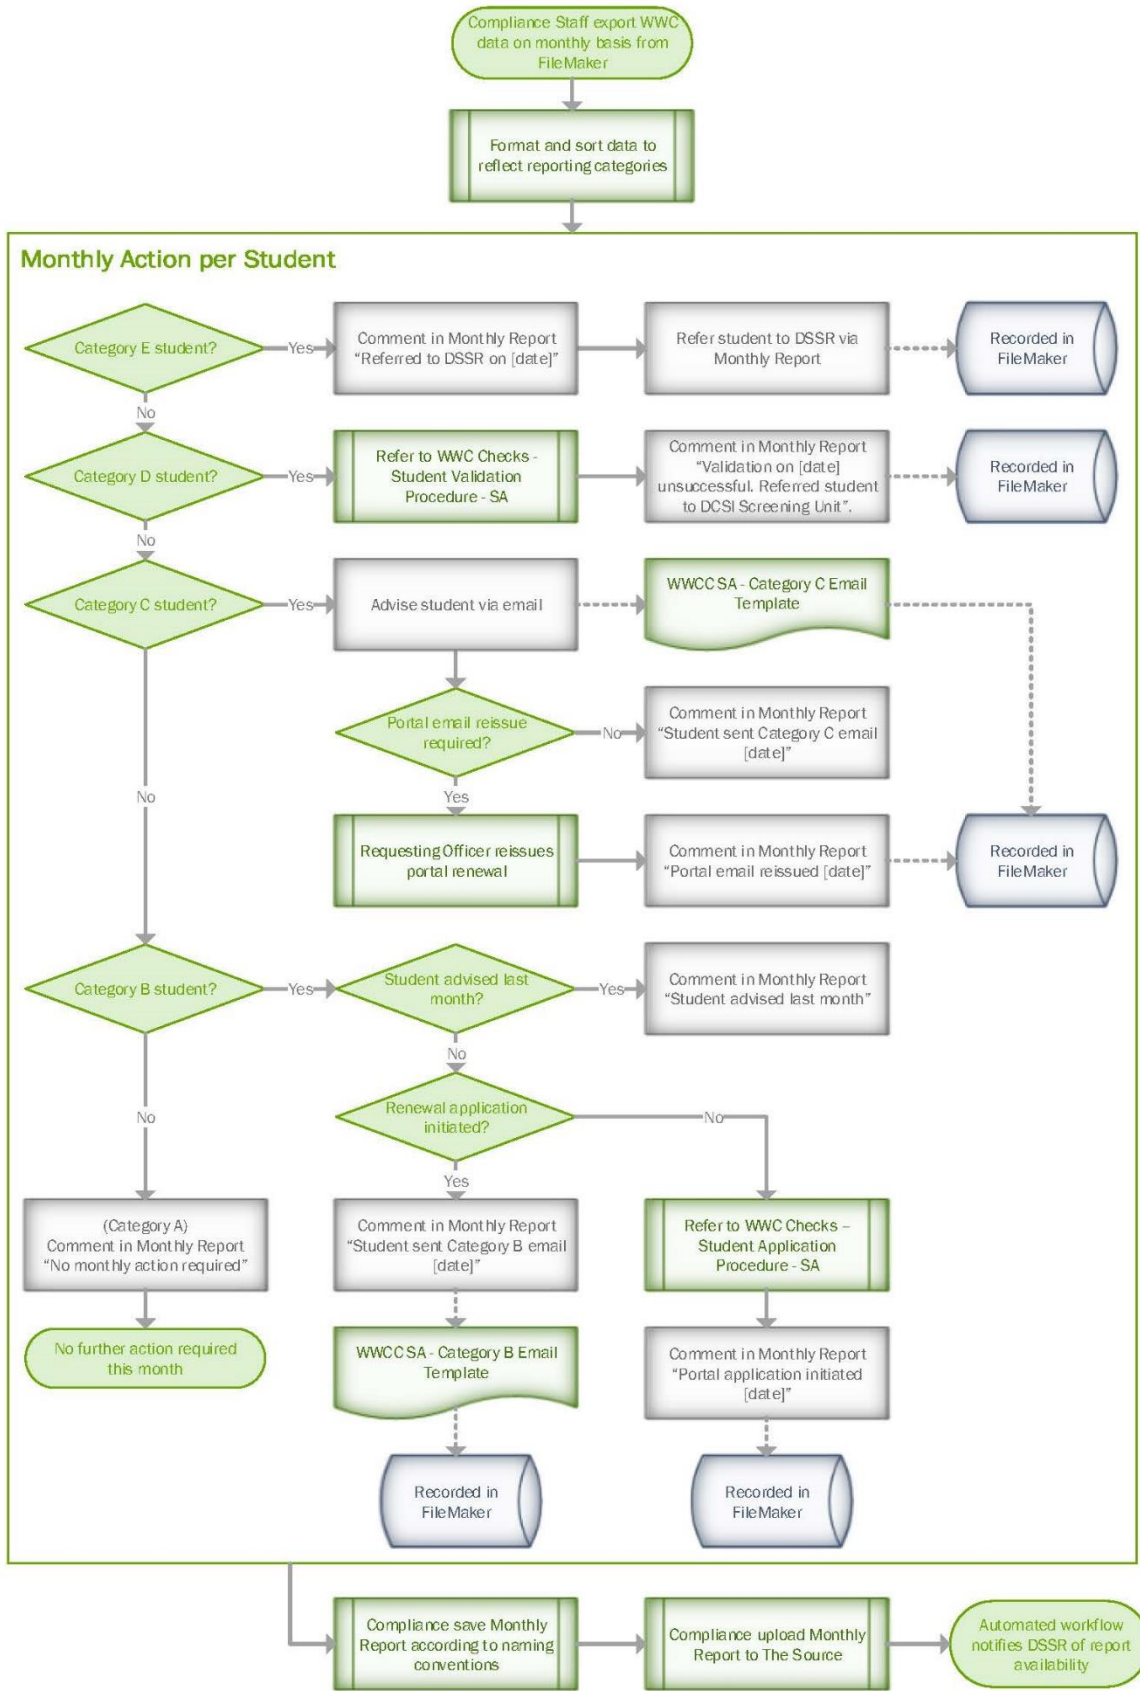 Compliance Staff export WWC
data on monthly basis from
FileMaker
Format and sort data to
reflect reporting categories
Monthly Action per Student
Category E student?
Yes
Comment in Monthly Report
“Referred to DSSR on [date]”
Refer student to DSSR via
Monthly Report
Recorded in
FileMaker
No
Category D student?
Yes
Refer to WWC Checks -
Student Validation
Procedure - SA
Comment in Monthly Report
“Validation on [date]
unsuccessful. Referred student
to DCSI Screening Unit”.
Recorded in
FileMaker
No
Category C student?
Yes
Advise student via email
WWCC SA - Category C Email
Template
Portal email reissue
required?
No
Comment in Monthly Report
“Student sent Category C email
[date]”
No
Yes
Requesting Officer reissues
portal renewal
Comment in Monthly Report
“Portal email reissued [date]”
Recorded in
FileMaker
Category B student?
Yes
Student advised last
month?
Yes
Comment in Monthly Report
“Student advised last month”
No
No
Renewal application
initiated?
No
Yes
(Category A)
Comment in Monthly Report
“No monthly action required”
Comment in Monthly Report
“Student sent Category B email
[date]”
Refer to WWC Checks –
Student Application
Procedure - SA
No further action required
this month
WWCC SA - Category B Email
Template
Comment in Monthly Report
“Portal application initiated
[date]”
Recorded in
FileMaker
Recorded in
FileMaker
Compliance save Monthly
Report according to naming
conventions
Compliance upload Monthly
Report to The Source
Automated workflow
notifies DSSR of report
availability